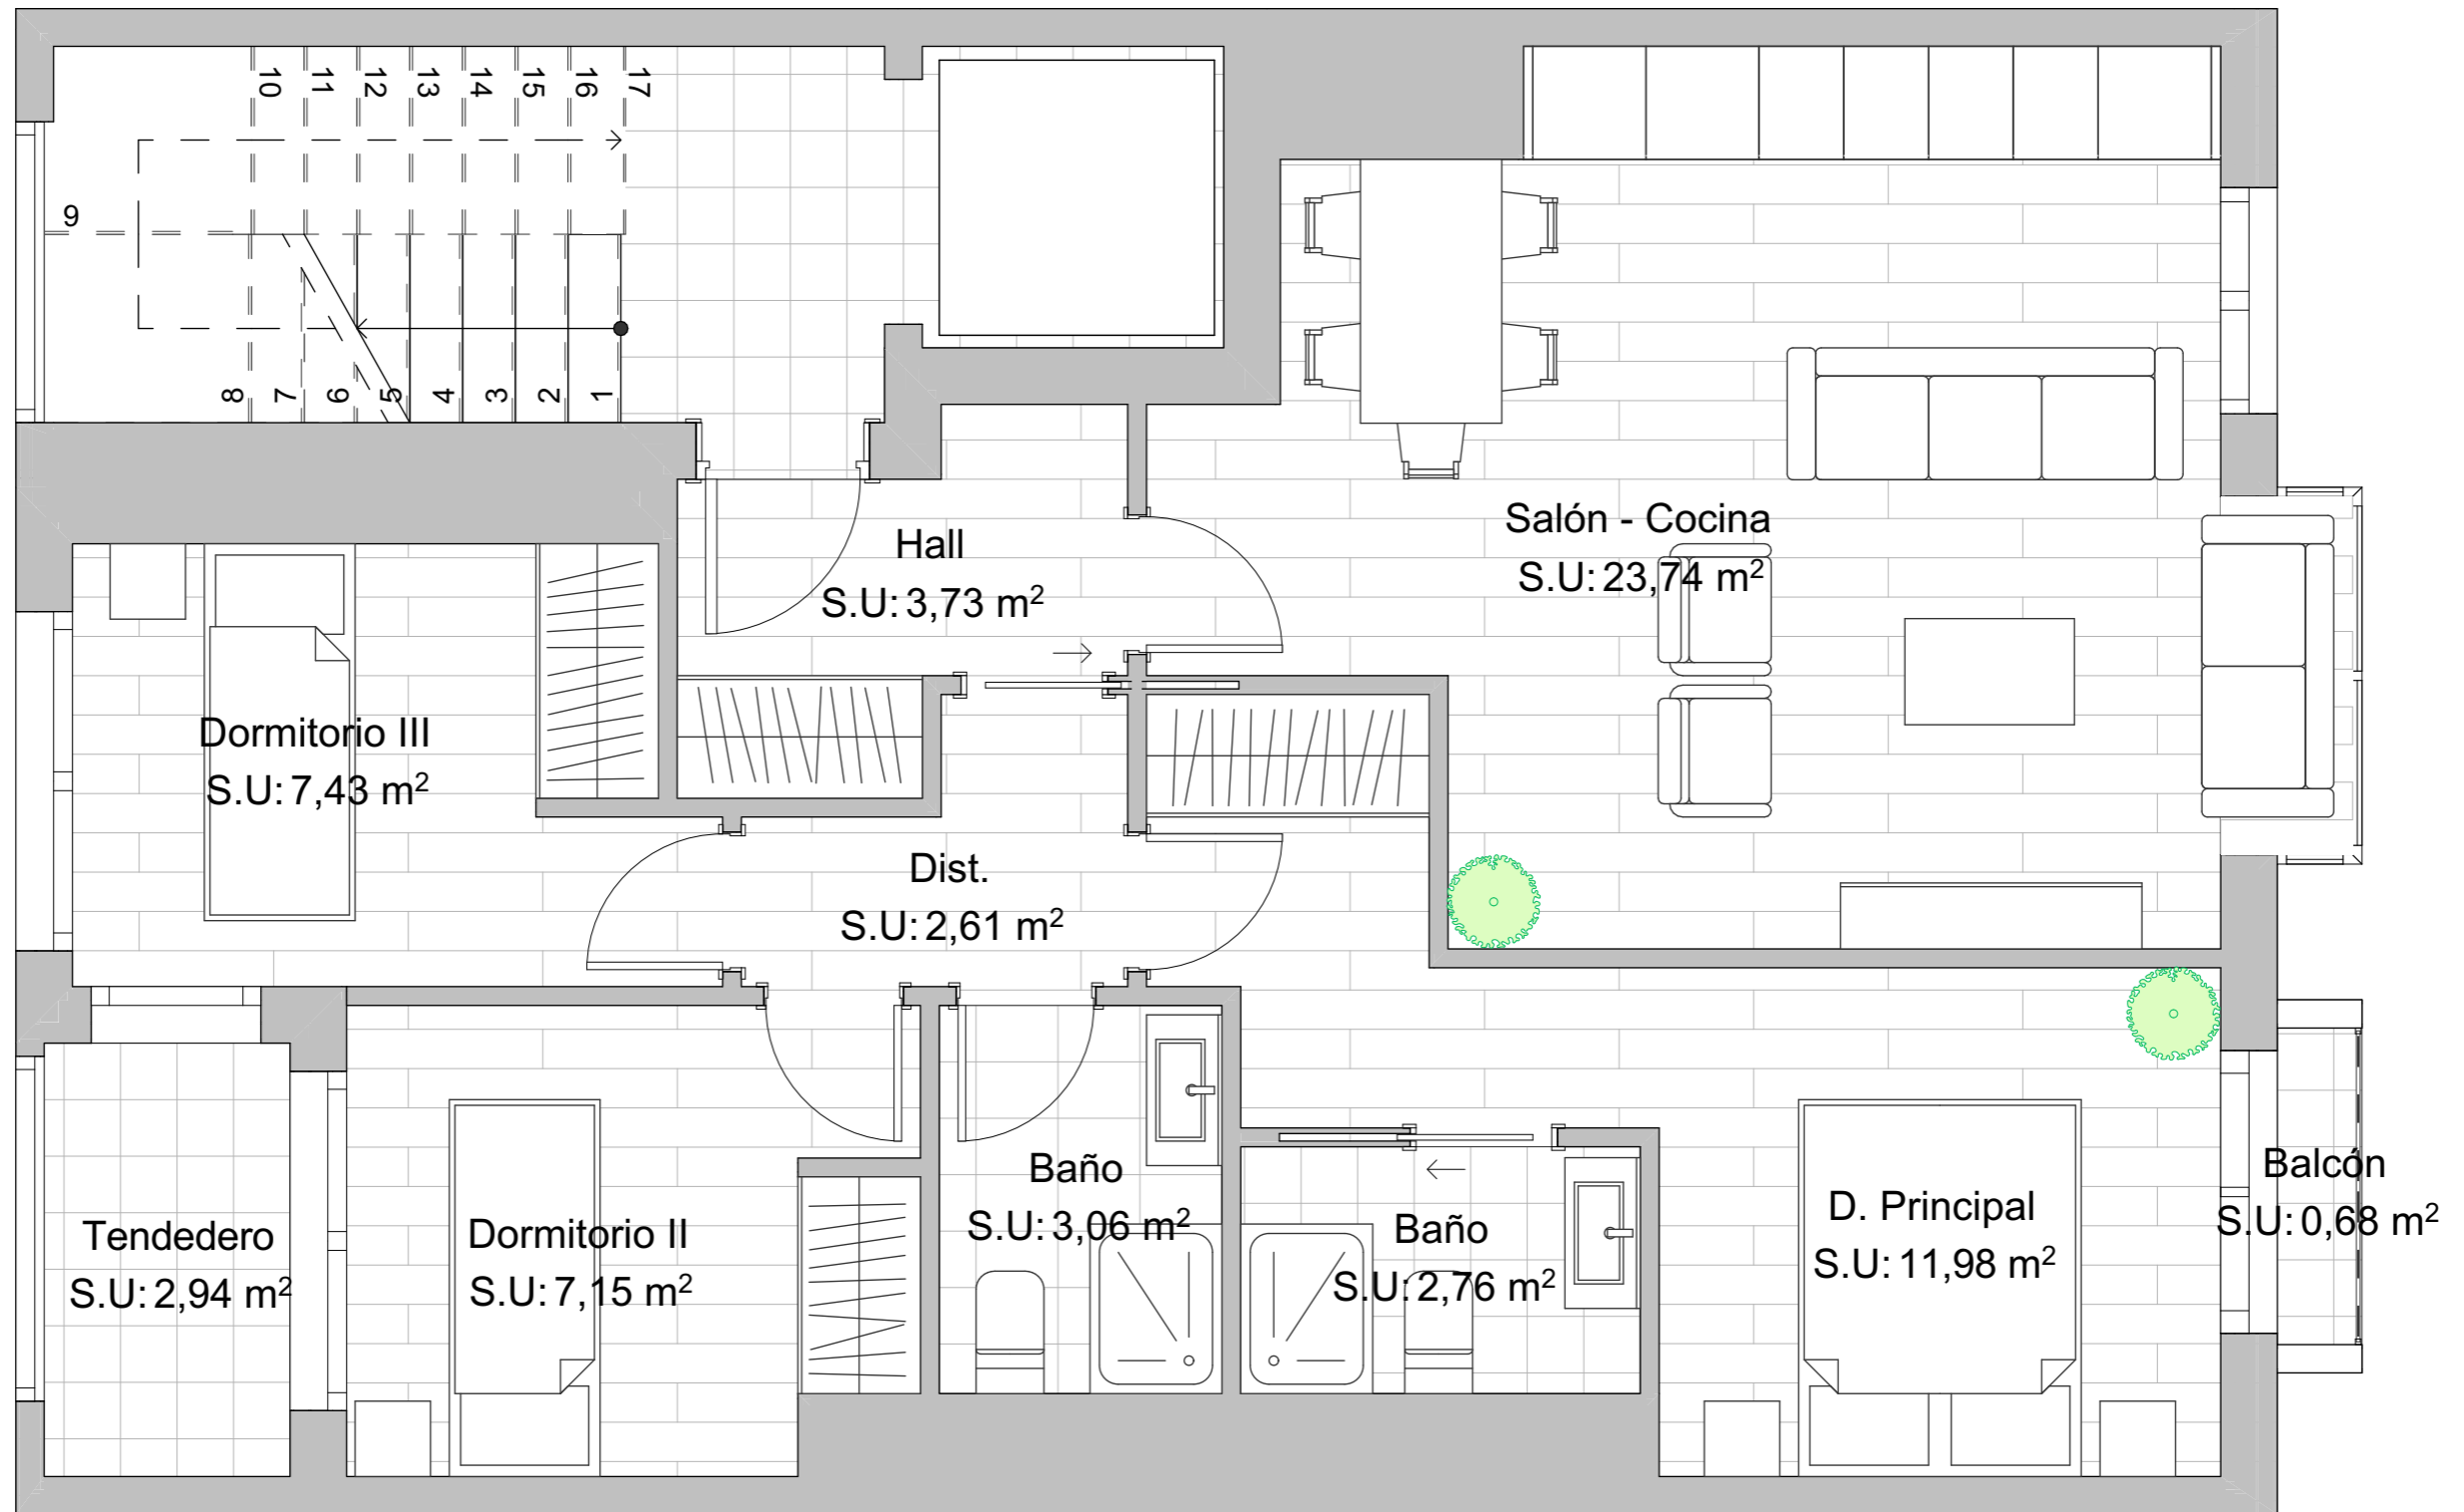 10 11 12 13 14 15 16 17
9
8 7 6 5 4 3 2 1
Salón - Cocina
S.U: 23,74 m²
Hall
S.U: 3,73 m²
Dormitorio III
S.U: 7,43 m²
Dist.
S.U: 2,61 m²
Baño
S.U: 3,06 m²
Balcón
S.U: 0,68 m²
D. Principal
S.U: 11,98 m²
Baño
S.U: 2,76 m²
Tendedero
S.U: 2,94 m²
Dormitorio II
S.U: 7,15 m²